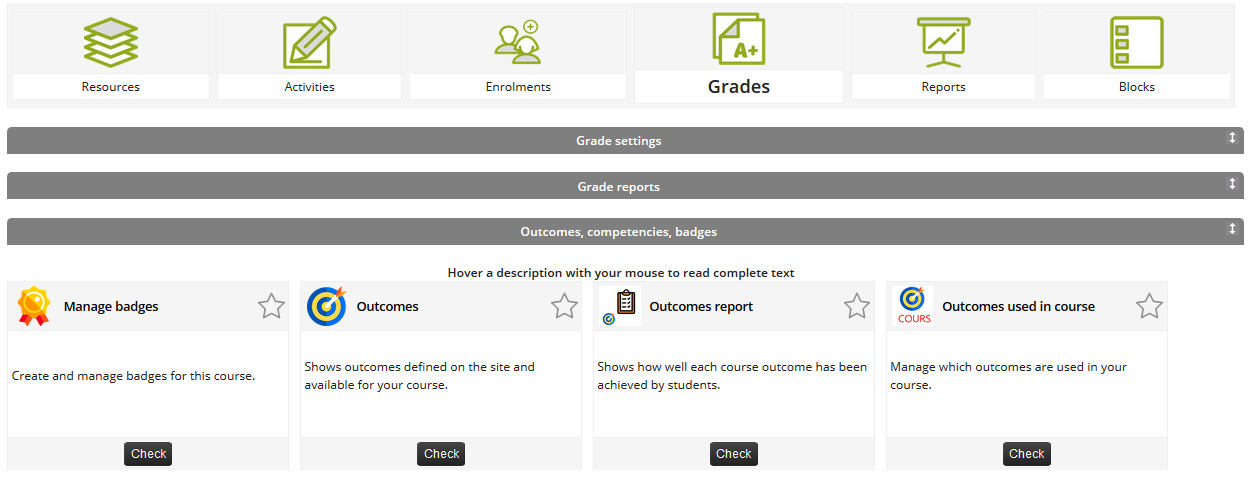 A+
Resources
Activities
Enrolments
Grades
Reports
Blocks
Grade settings
Grade reports
Outcomes, competencies, badges
Hover a description with your mouse to read complete text
Manage badges
Create and manage badges for this course.
Check
Outcomes
Shows outcomes defined on the site and
available for your course.
Check
Outcomes report
Shows how well each course outcome has been
achieved by students.
Check
COURS
Outcomes used in course
Manage which outcomes are used in your
course.
Check